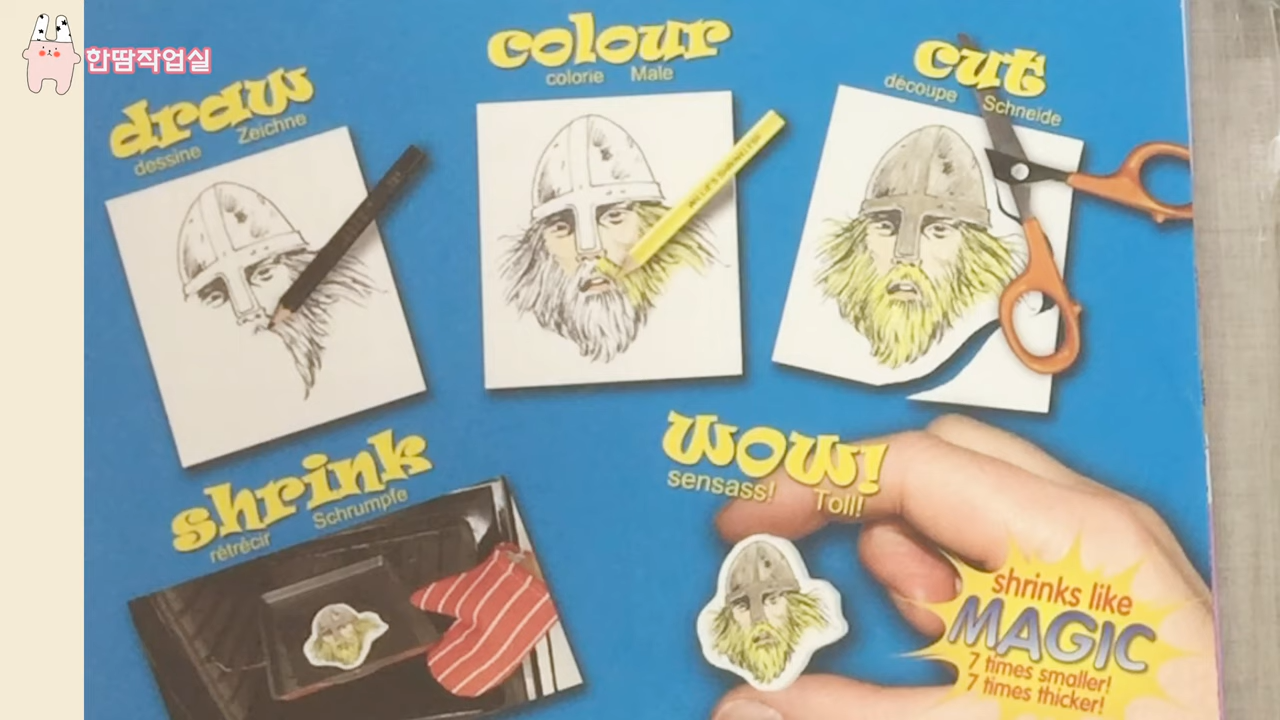 한땀작업실
draw
dessine Zeichne
colour
colorie Male
cut
découpe Schneide
shrink
rétrécir Schrumpfe
wow!
sensass! Toll!
shrinks like
MAGIC
7 times smaller!
7 times thicker!